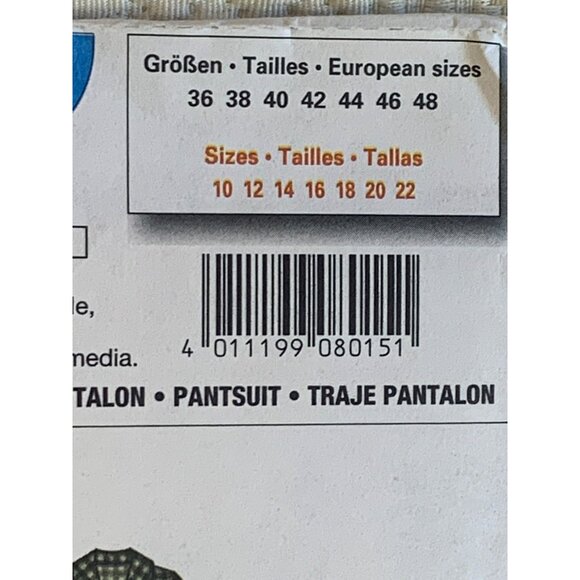 Größen • Tailles • European sizes
36 38 40 42 44 46 48
Sizes • Tailles • Tallas
10 12 14 16 18 20 22
le,
media.
4 011199 080151
TALON • PANTSUIT • TRAJE PANTALON